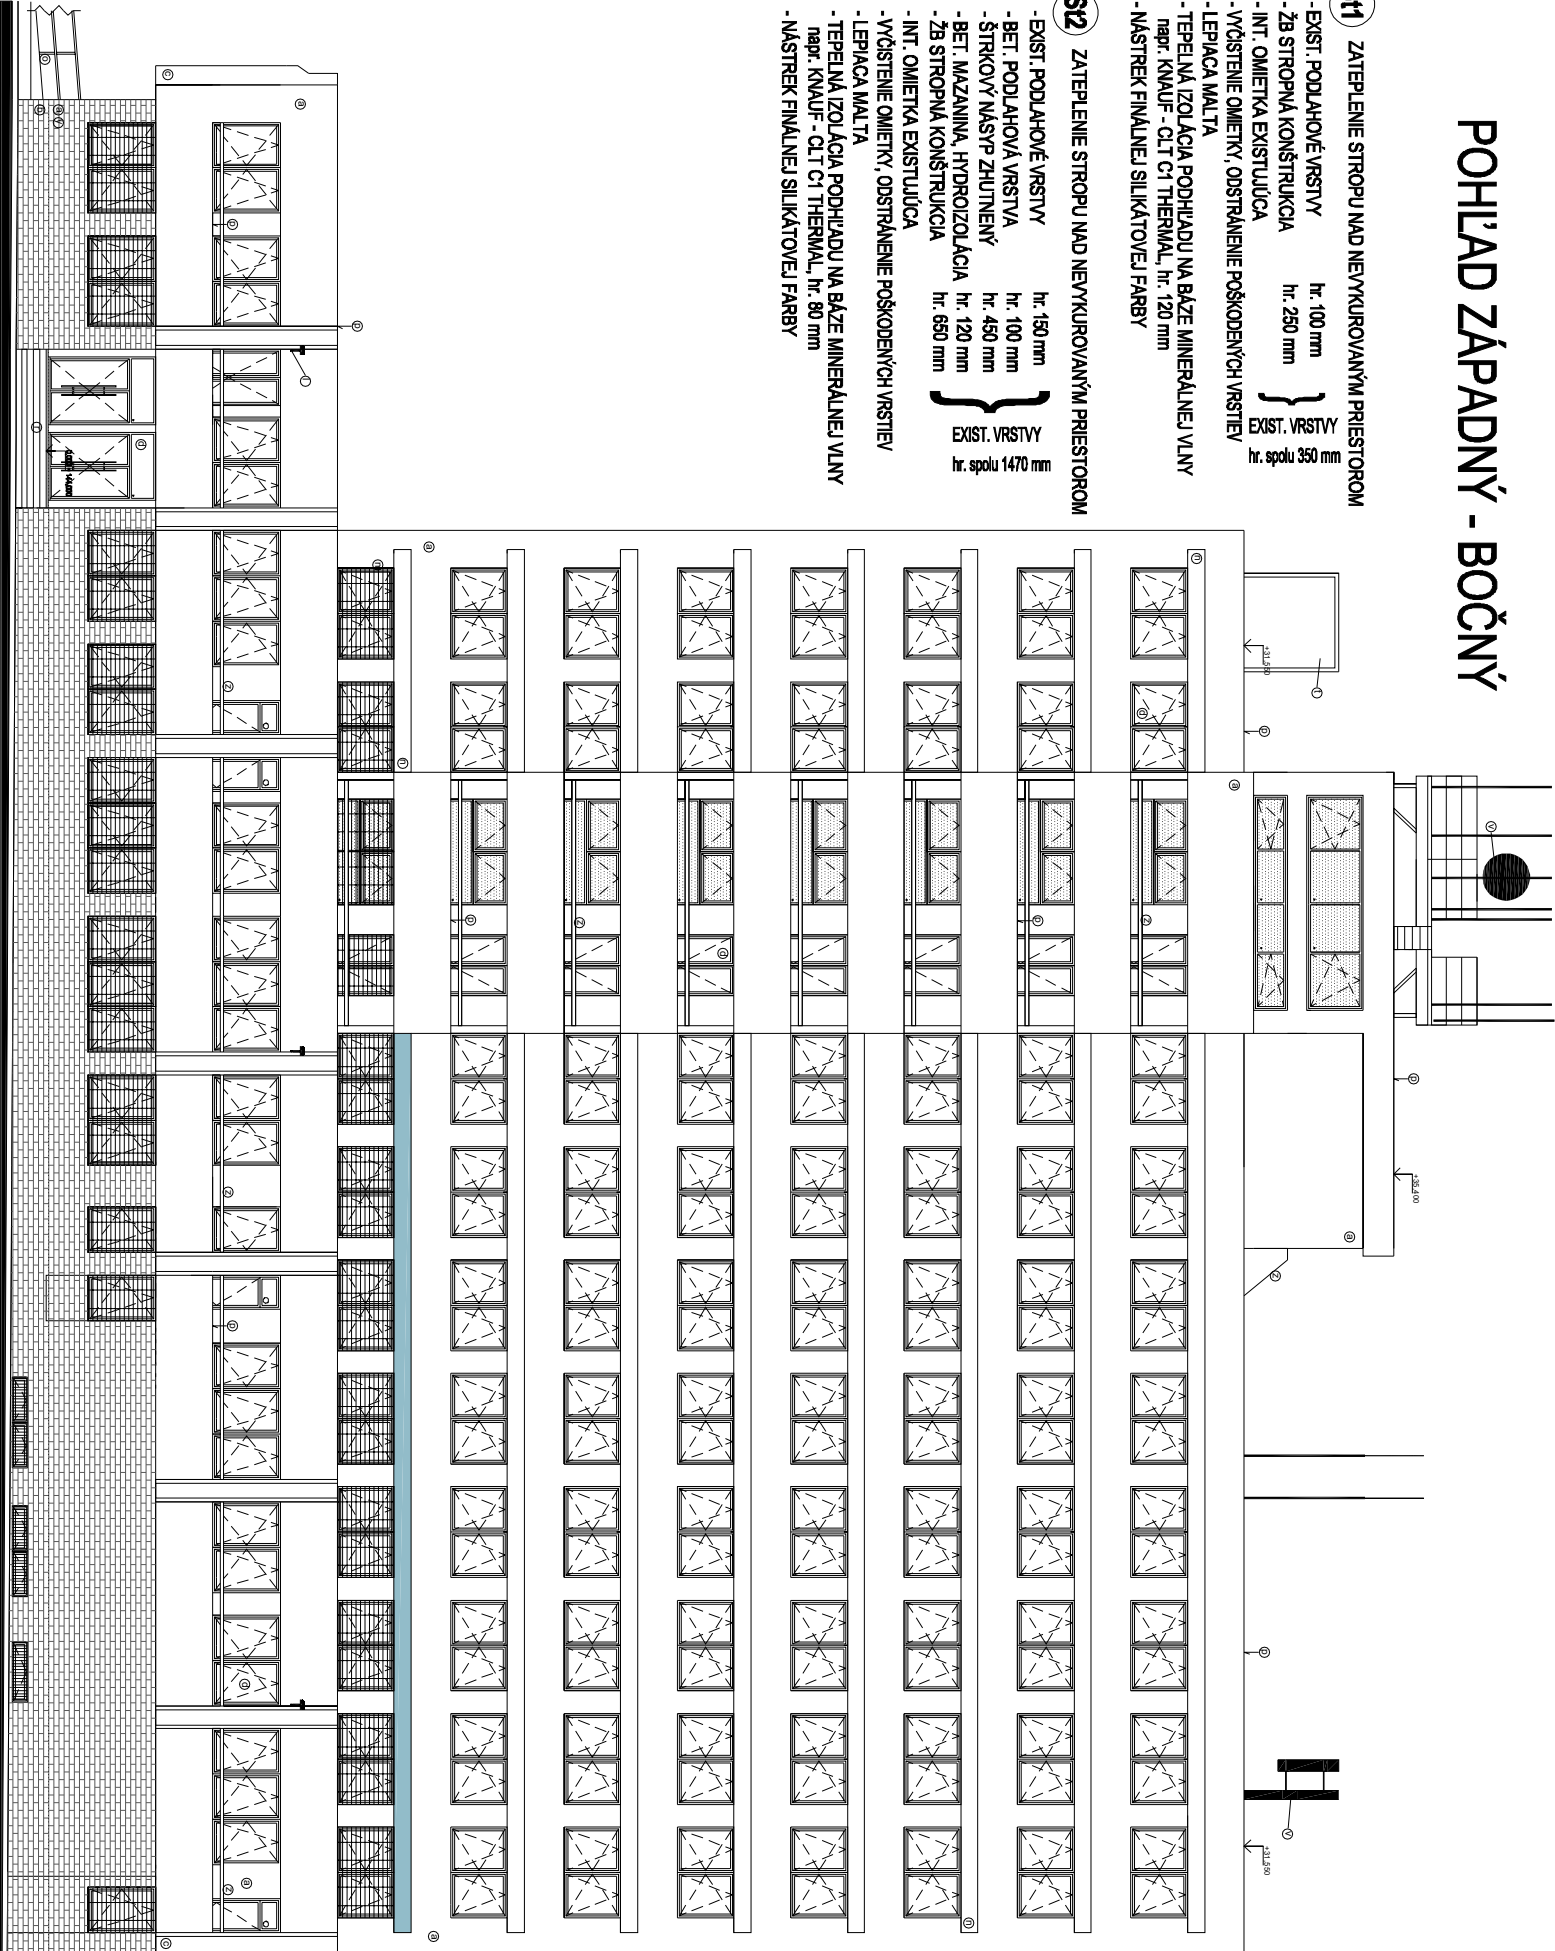 POHĽAD ZÁPADNÝ - BOČNÝ
St1 ZATEPLENIE STROPU NAD NEVYKUROVANÝM PRIESTOROM
- EXIST. PODLAHOVÉ VRSTVY hr. 100 mm
- ŽB STROPNÁ KONŠTRUKCIA hr. 250 mm
EXIST. VRSTVY
hr. spolu 350 mm
- INT. OMIETKA EXISTUJÚCA
- VYČISTENIE OMIETKY, ODSTRÁNENIE POŠKODENÝCH VRSTIEV
- LEPIACA MALTA
- TEPELNÁ IZOLÁCIA PODHĽADU NA BÁZE MINERÁLNEJ VLNY
napr. KNAUF - CLT C1 THERMAL, hr. 120 mm
- NÁSTREK FINÁLNEJ SILIKÁTOVEJ FARBY
St2 ZATEPLENIE STROPU NAD NEVYKUROVANÝM PRIESTOROM
- EXIST. PODLAHOVÉ VRSTVY hr. 150 mm
- BET. PODLAHOVÁ VRSTVA hr. 100 mm
- ŠTRKOVÝ NÁSYP ZHUTNENÝ hr. 450 mm
- BET. MAZANINA, HYDROIZOLÁCIA hr. 120 mm
- ŽB STROPNÁ KONŠTRUKCIA hr. 650 mm
EXIST. VRSTVY
hr. spolu 1470 mm
- INT. OMIETKA EXISTUJÚCA
- VYČISTENIE OMIETKY, ODSTRÁNENIE POŠKODENÝCH VRSTIEV
- LEPIACA MALTA
- TEPELNÁ IZOLÁCIA PODHĽADU NA BÁZE MINERÁLNEJ VLNY
napr. KNAUF - CLT C1 THERMAL, hr. 80 mm
- NÁSTREK FINÁLNEJ SILIKÁTOVEJ FARBY
+35,400
+31,550
+31,550